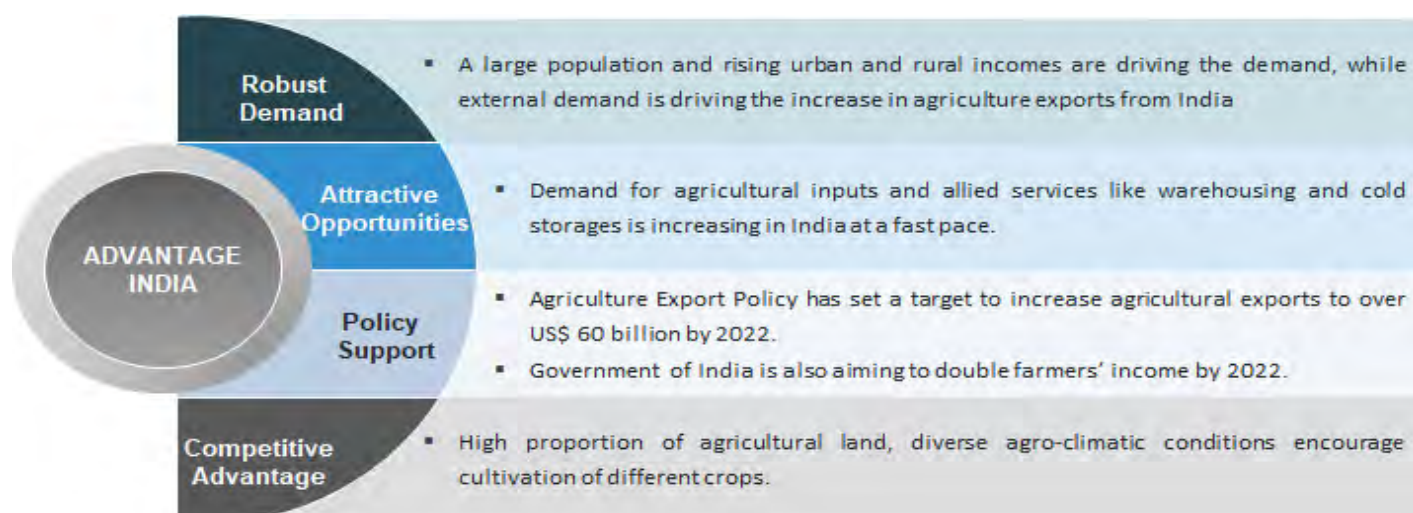 ADVANTAGE
INDIA
Robust
Demand
▪ A large population and rising urban and rural incomes are driving the demand, while
external demand is driving the increase in agriculture exports from India
Attractive
Opportunities
▪ Demand for agricultural inputs and allied services like warehousing and cold
storages is increasing in India at a fast pace.
Policy
Support
▪ Agriculture Export Policy has set a target to increase agricultural exports to over
US$ 60 billion by 2022.
▪ Government of India is also aiming to double farmers’ income by 2022.
Competitive
Advantage
▪ High proportion of agricultural land, diverse agro-climatic conditions encourage
cultivation of different crops.